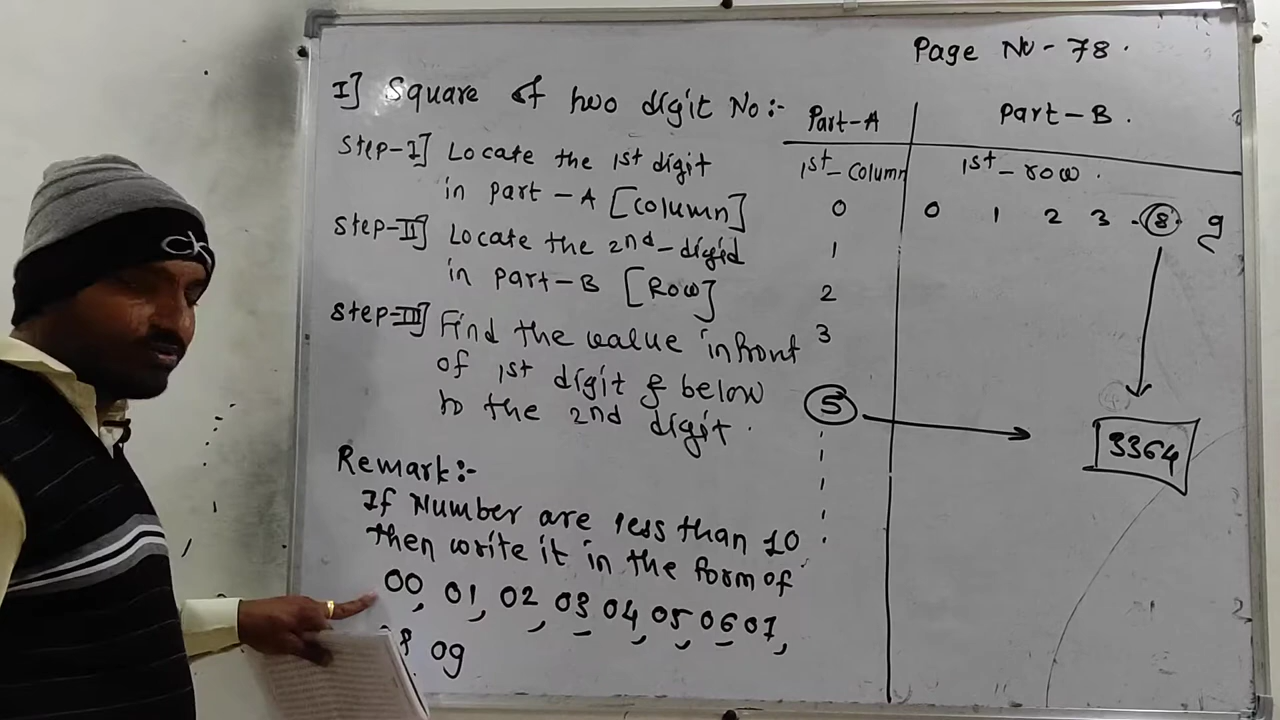 Page No - 78.
I] Square of two digit No:-
Step-I] Locate the 1st digit
in part - A [column]
Step-II] Locate the 2nd - digid
in part - B [Row]
Step-III] Find the value infront
of 1st digit & below
to the 2nd digit.
Remark:-
If Number are less than 10.
then write it in the form of
00, 01, 02, 03 04, 05, 06 07,
8 09
Part-A Part-B.
1st-column 1st-row.
0 0 1 2 3 - 8 - 9
1
2
3
5
3364
ck